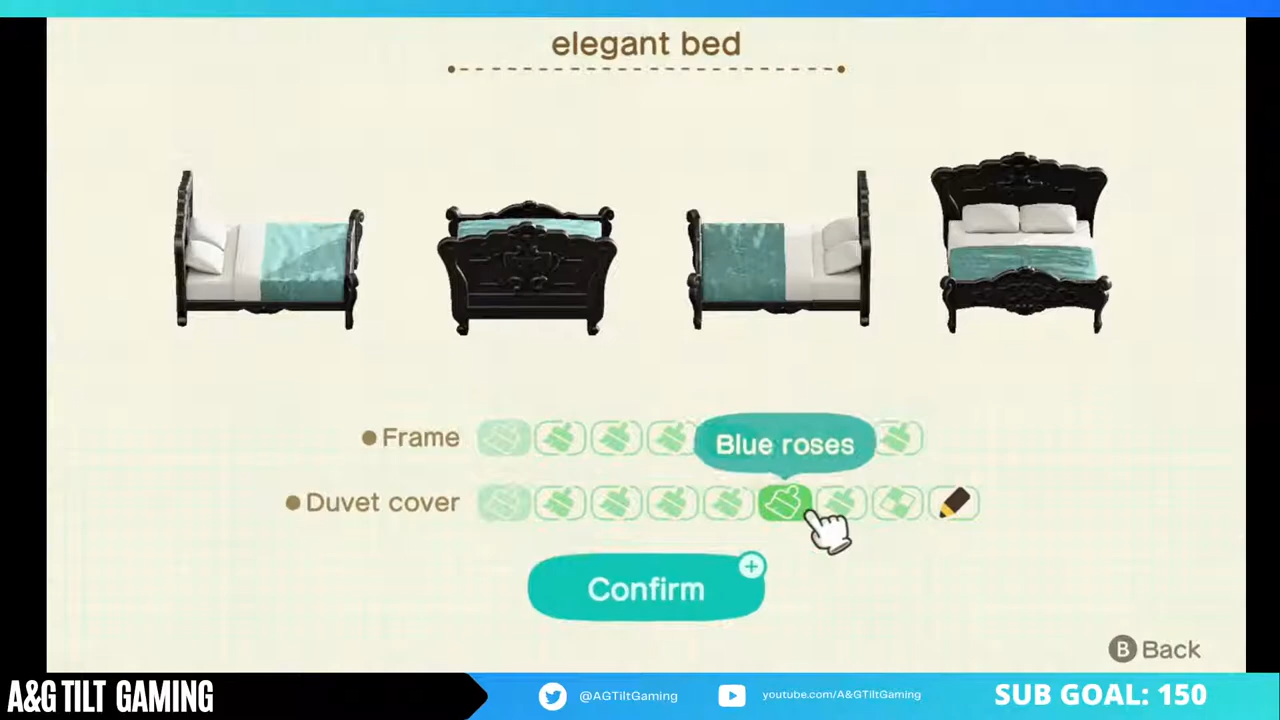 elegant bed
Frame
Blue roses
Duvet cover
Confirm
B Back
A&G TILT GAMING
@AGTiltGaming
youtube.com/A&GTiltGaming
SUB GOAL: 150